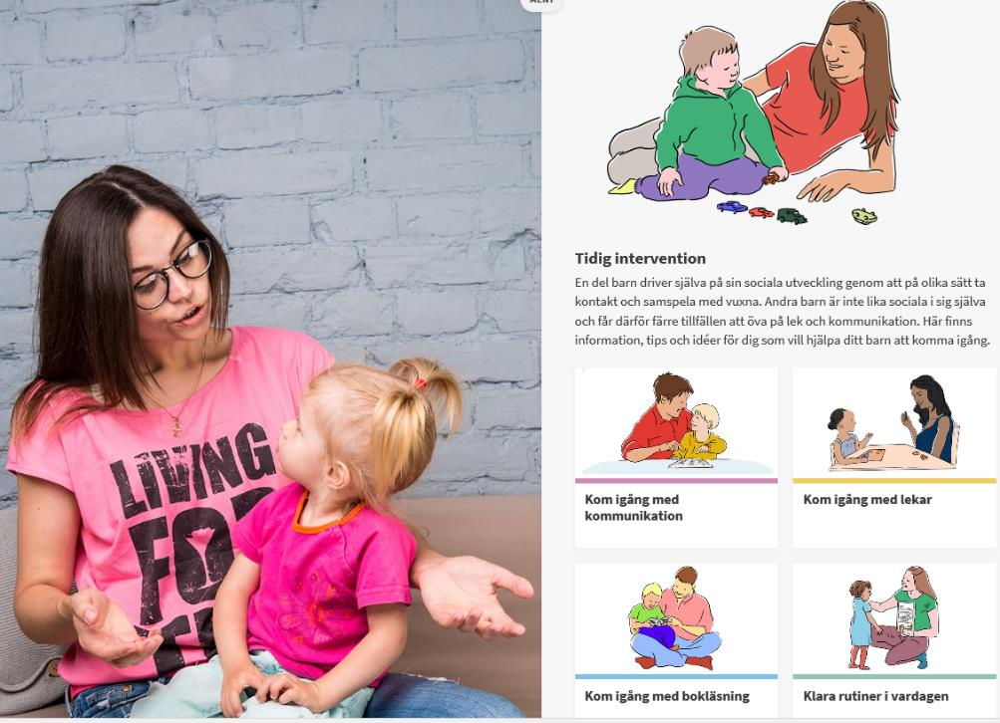 LIVING
FO
Tidig intervention
En del barn driver själva på sin sociala utveckling genom att på olika sätt ta
kontakt och samspela med vuxna. Andra barn är inte lika sociala i sig själva
och får därför färre tillfällen att öva på lek och kommunikation. Här finns
information, tips och idéer för dig som vill hjälpa ditt barn att komma igång.
Kom igång med
kommunikation
Kom igång med lekar
Kom igång med bokläsning
Klara rutiner i vardagen